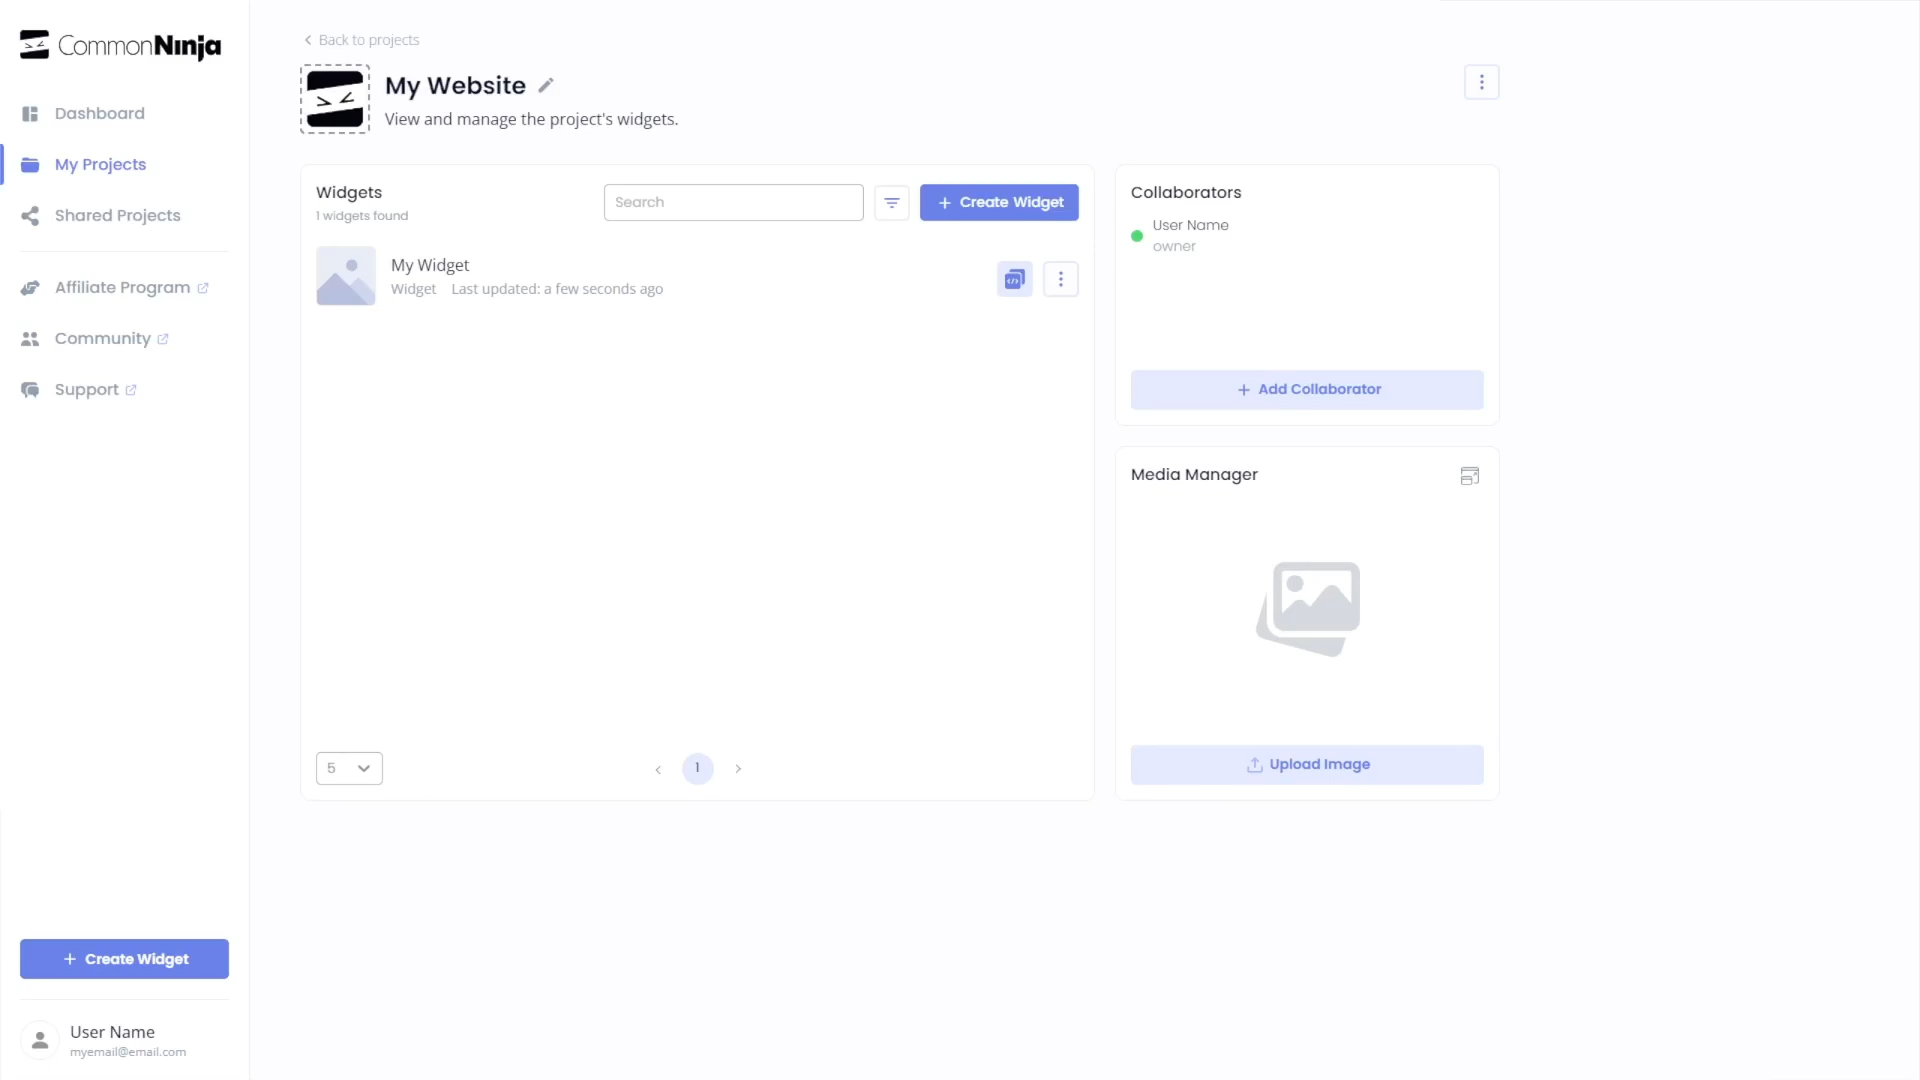 CommonNinja
Dashboard
My Projects
Shared Projects
Affiliate Program
Community
Support
Create Widget
User Name
myemail@email.com
Back to projects
My Website
View and manage the project's widgets.
Widgets
1 widgets found
Search
Create Widget
My Widget
Widget Last updated: a few seconds ago
5
1
Collaborators
User Name
owner
Add Collaborator
Media Manager
Upload Image